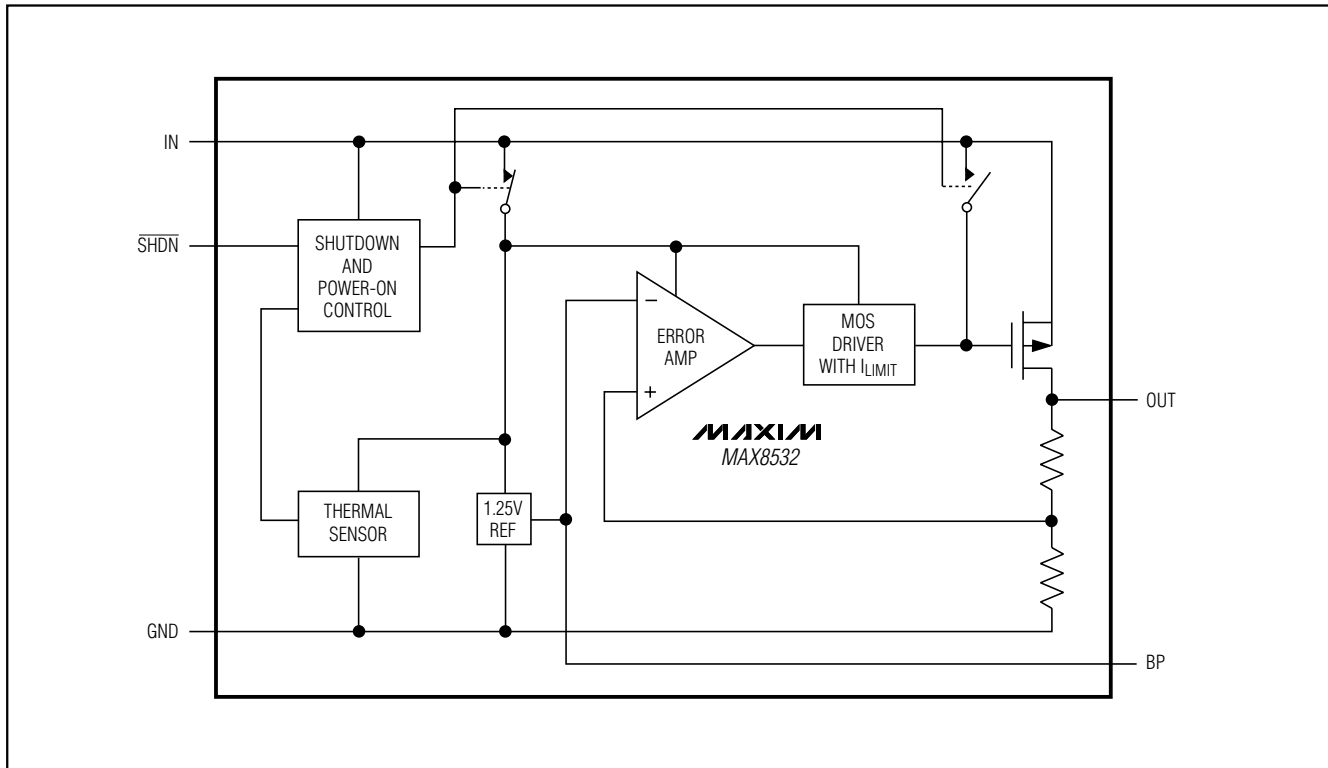 IN
SHDN
SHUTDOWN
AND
POWER-ON
CONTROL
ERROR
AMP
−
+
MOS
DRIVER
WITH ILIMIT
OUT
MAXIM
MAX8532
THERMAL
SENSOR
1.25V
REF
GND
BP